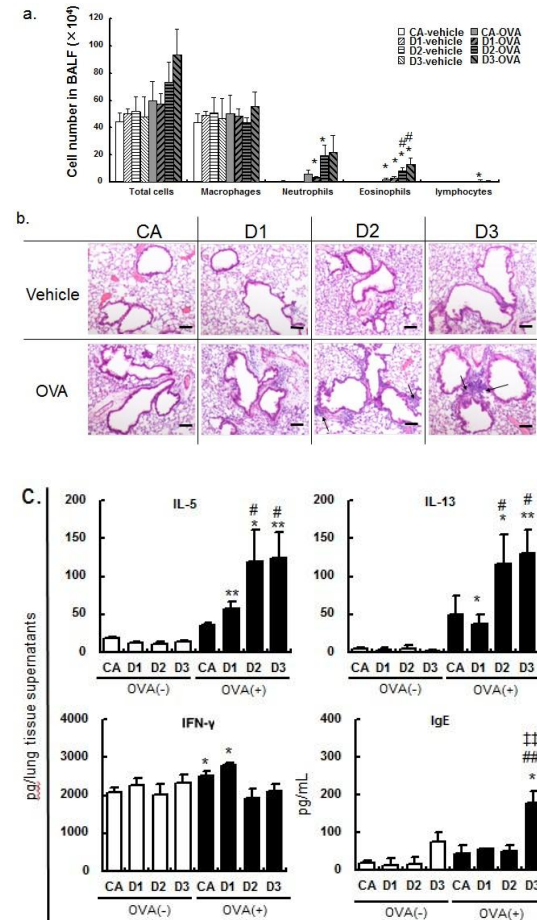 a.
Cell number in BALF (×10⁴)
120
100
80
60
40
20
0
CA-vehicle CA-OVA
D1-vehicle D1-OVA
D2-vehicle D2-OVA
D3-vehicle D3-OVA
* * * * # * # * *
Total cells Macrophages Neutrophils Eosinophils lymphocytes
b.
CA D1 D2 D3
Vehicle
OVA
c.
pg/lung tissue supernatants
IL-5
200
150
100
50
0
** # * # **
CA D1 D2 D3 CA D1 D2 D3
OVA(-) OVA(+)
IL-13
200
150
100
50
0
* # * # **
CA D1 D2 D3 CA D1 D2 D3
OVA(-) OVA(+)
IFN-γ
4000
3000
2000
1000
0
* *
CA D1 D2 D3 CA D1 D2 D3
OVA(-) OVA(+)
IgE
pg/mL
400
300
200
100
0
‡‡
##
*
CA D1 D2 D3 CA D1 D2 D3
OVA(-) OVA(+)